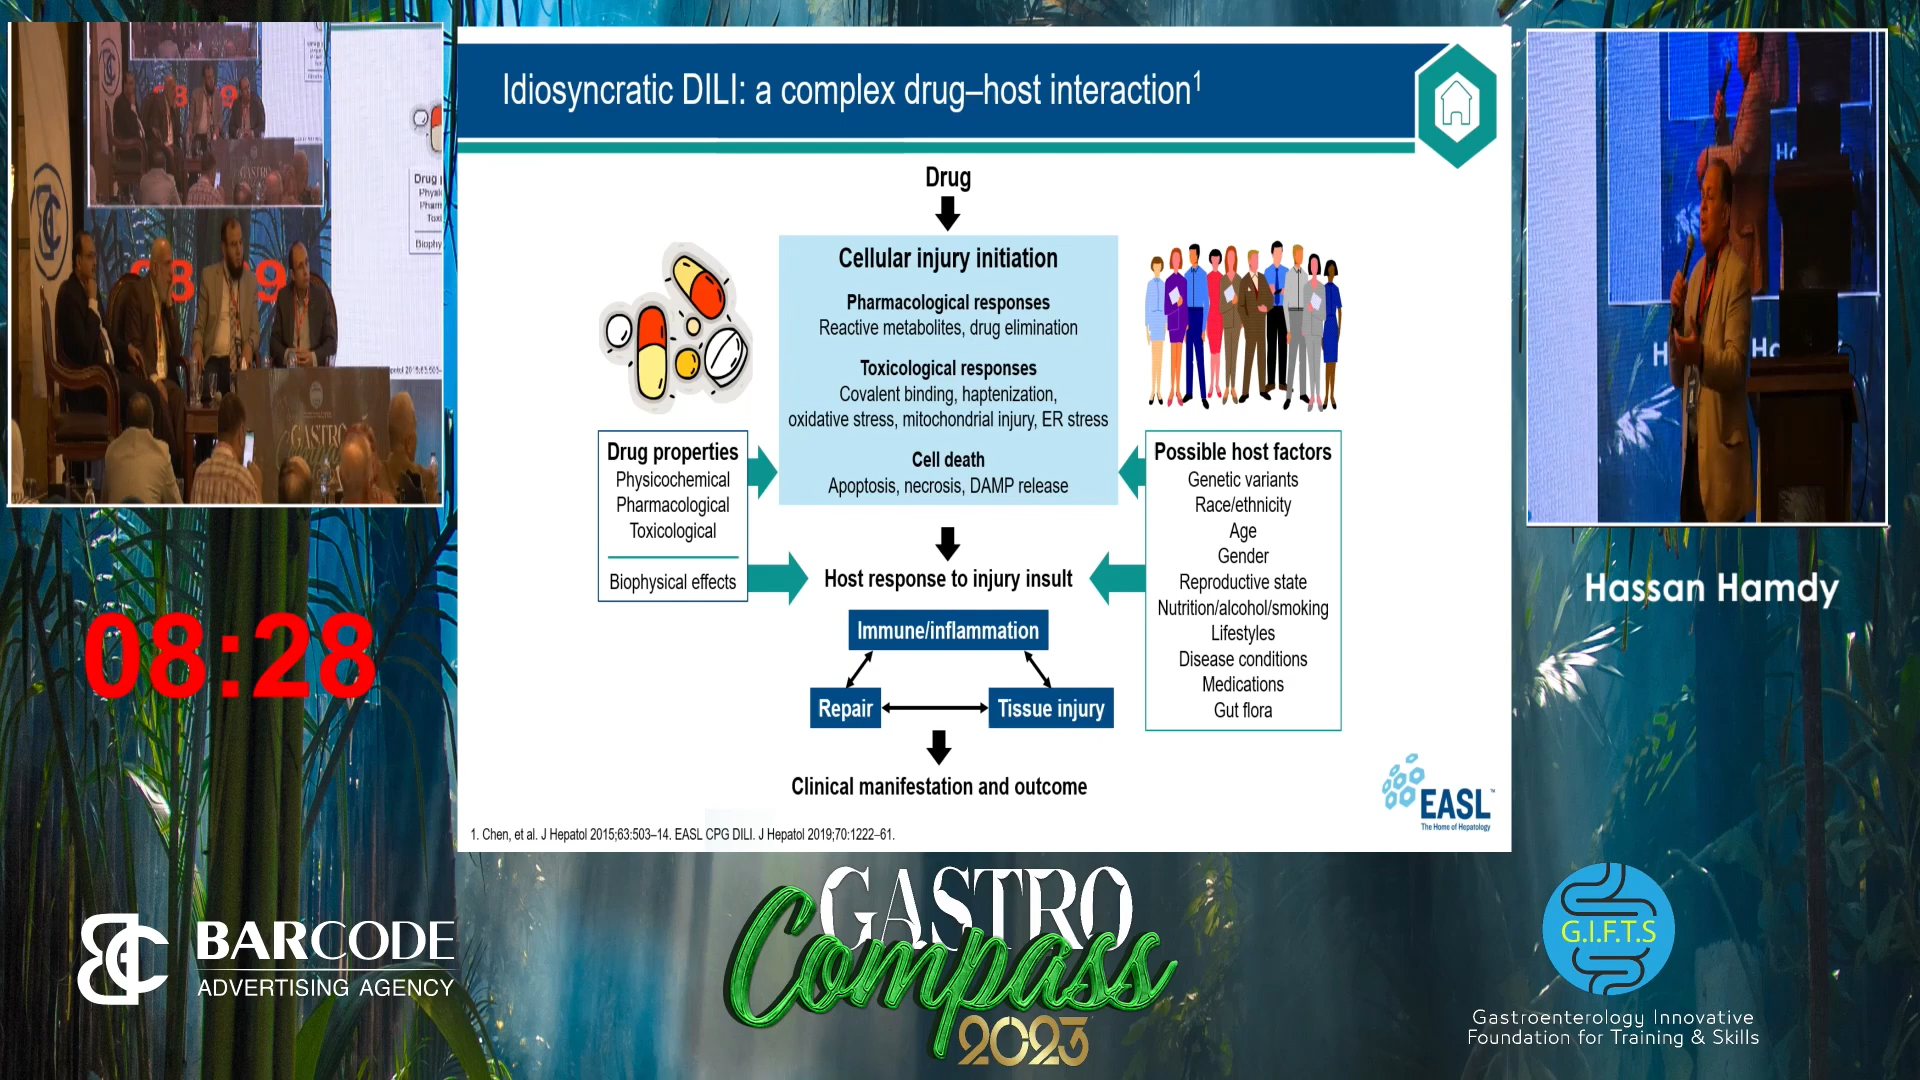 Idiosyncratic DILI: a complex drug–host interaction1
Drug
Cellular injury initiation
Pharmacological responses
Reactive metabolites, drug elimination
Toxicological responses
Covalent binding, haptenization,
oxidative stress, mitochondrial injury, ER stress
Cell death
Apoptosis, necrosis, DAMP release
Drug properties
Physicochemical
Pharmacological
Toxicological
Biophysical effects
Possible host factors
Genetic variants
Race/ethnicity
Age
Gender
Reproductive state
Nutrition/alcohol/smoking
Lifestyles
Disease conditions
Medications
Gut flora
Host response to injury insult
Immune/inflammation
Repair
Tissue injury
Clinical manifestation and outcome
EASL™
The Home of Hepatology
1. Chen, et al. J Hepatol 2015;63:503–14. EASL CPG DILI. J Hepatol 2019;70:1222–61.
08:28
Hassan Hamdy
BARCODE
ADVERTISING AGENCY
GASTRO
Compass
2023
G.I.F.T.S
Gastroenterology Innovative
Foundation for Training & Skills